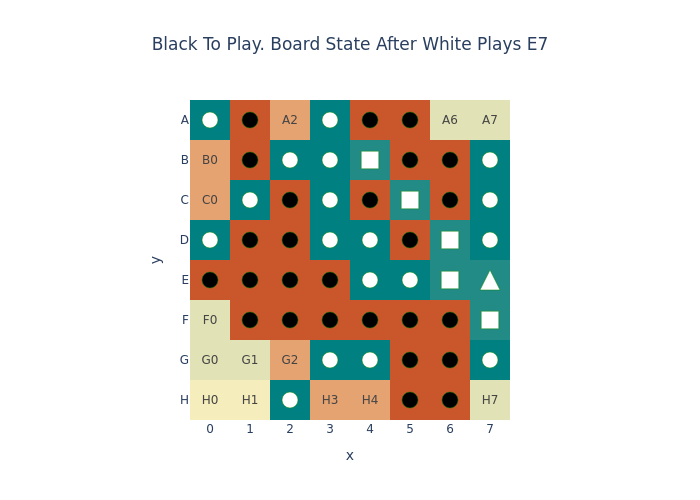 Black To Play. Board State After White Plays E7
A A2 A6 A7
B B0
C C0
D
E
F F0
G G0 G1 G2
H H0 H1 H3 H4 H7
0 1 2 3 4 5 6 7
x
y